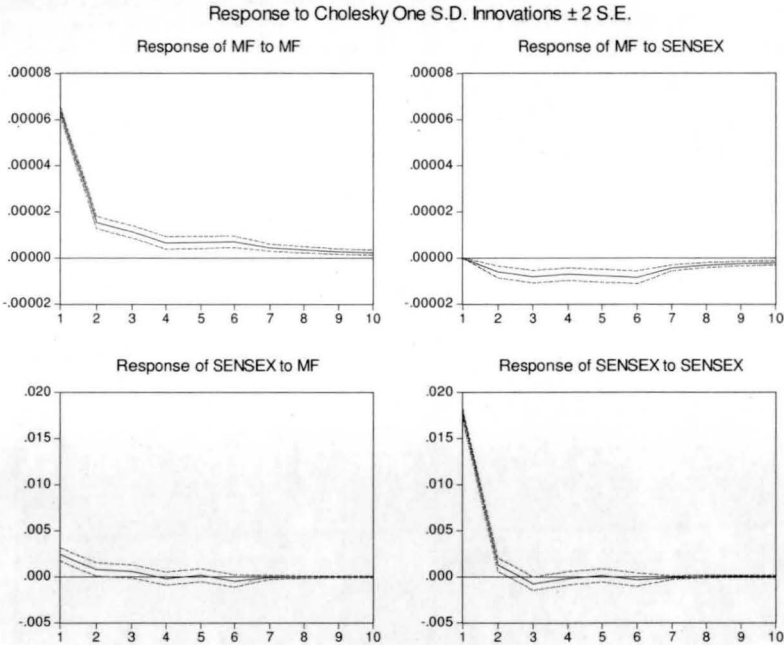 Response to Cholesky One S.D. Innovations ± 2 S.E.
Response of MF to MF
.00008
.00006
.00004
.00002
.00000
-.00002
1 2 3 4 5 6 7 8 9 10
Response of MF to SENSEX
.00008
.00006
.00004
.00002
.00000
-.00002
1 2 3 4 5 6 7 8 9 10
Response of SENSEX to MF
.020
.015
.010
.005
.000
-.005
1 2 3 4 5 6 7 8 9 10
Response of SENSEX to SENSEX
.020
.015
.010
.005
.000
-.005
1 2 3 4 5 6 7 8 9 10